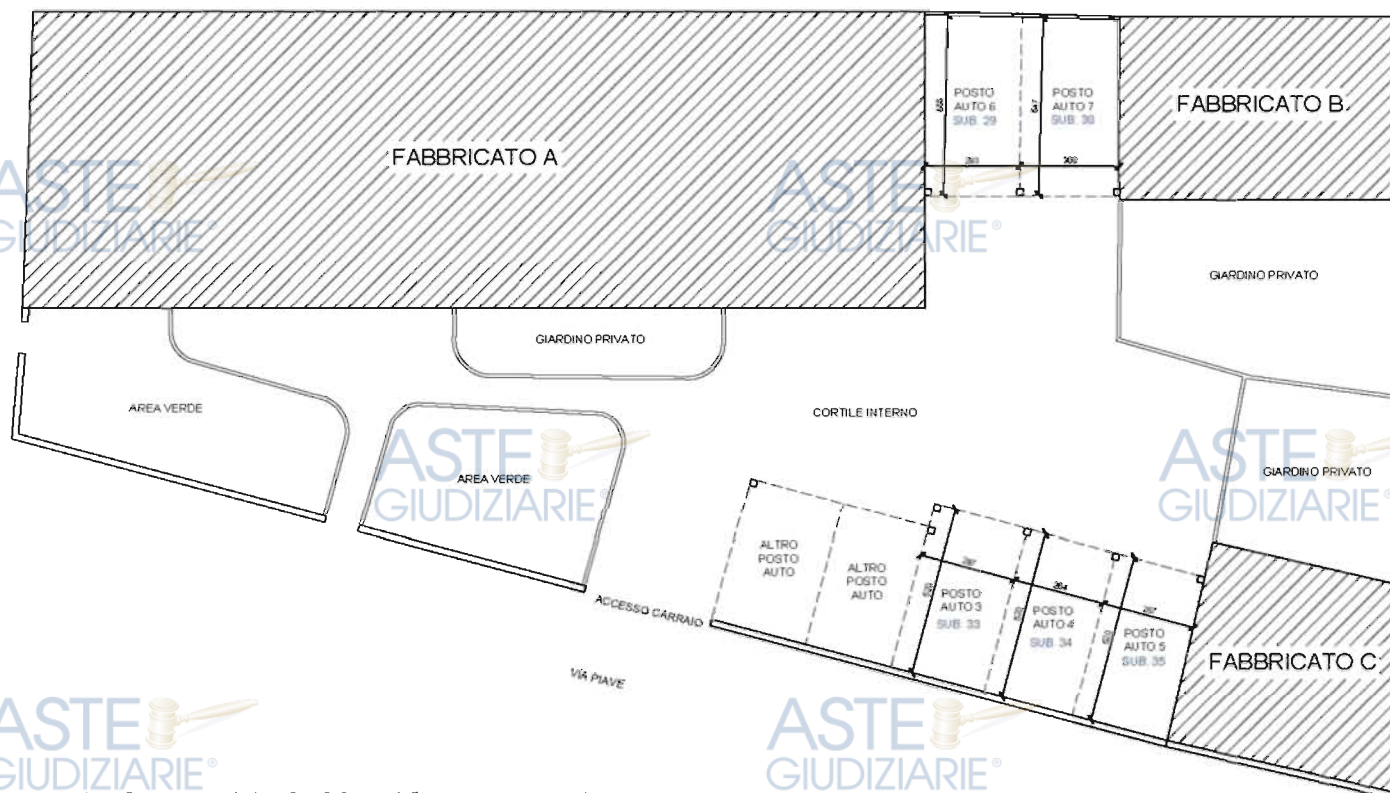 POSTO
AUTO 6
SUB. 29
POSTO
AUTO 7
SUB. 38
FABBRICATO B
FABBRICATO A
ASTE
GIUDIZIARIE®
ASTE
GIUDIZIARIE®
GIARDINO PRIVATO
GIARDINO PRIVATO
AREA VERDE
CORTILE INTERNO
ASTE
GIUDIZIARIE®
AREA VERDE
ASTE
GIUDIZIARIE®
GIARDINO PRIVATO
ALTRO
POSTO
AUTO
ALTRO
POSTO
AUTO
POSTO
AUTO 3
SUB. 33
264
POSTO
AUTO 4
SUB. 34
POSTO
AUTO 5
SUB. 35
ACCESSO CARRAIO
FABBRICATO C
VIA PIAVE
ASTE
GIUDIZIARIE®
ASTE
GIUDIZIARIE®